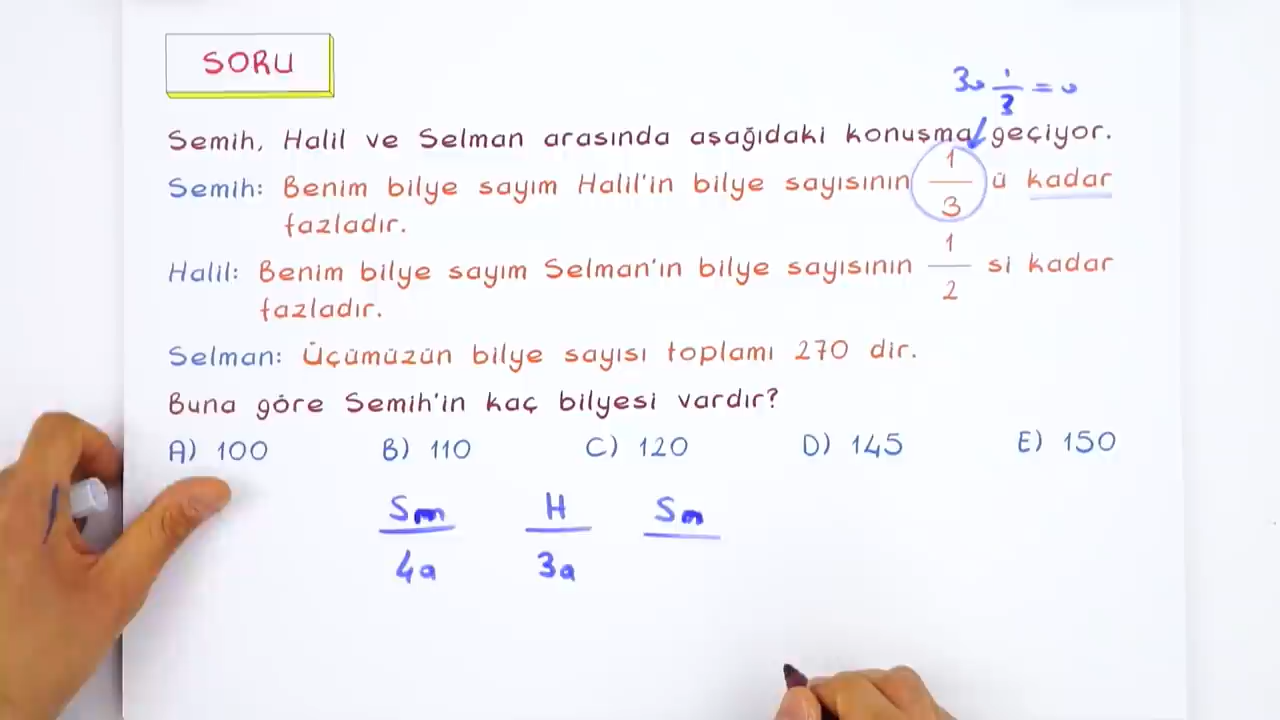 SORU
3a 1/3 = a
Semih, Halil ve Selman arasında aşağıdaki konuşma geçiyor.
Semih: Benim bilye sayım Halil'in bilye sayısının 1/3 ü kadar
fazladır.
Halil: Benim bilye sayım Selman'ın bilye sayısının 1/2 si kadar
fazladır.
Selman: Üçümüzün bilye sayısı toplamı 270 dir.
Buna göre Semih'in kaç bilyesi vardır?
A) 100 B) 110 C) 120 D) 145 E) 150
Sm H Sm
4a 3a